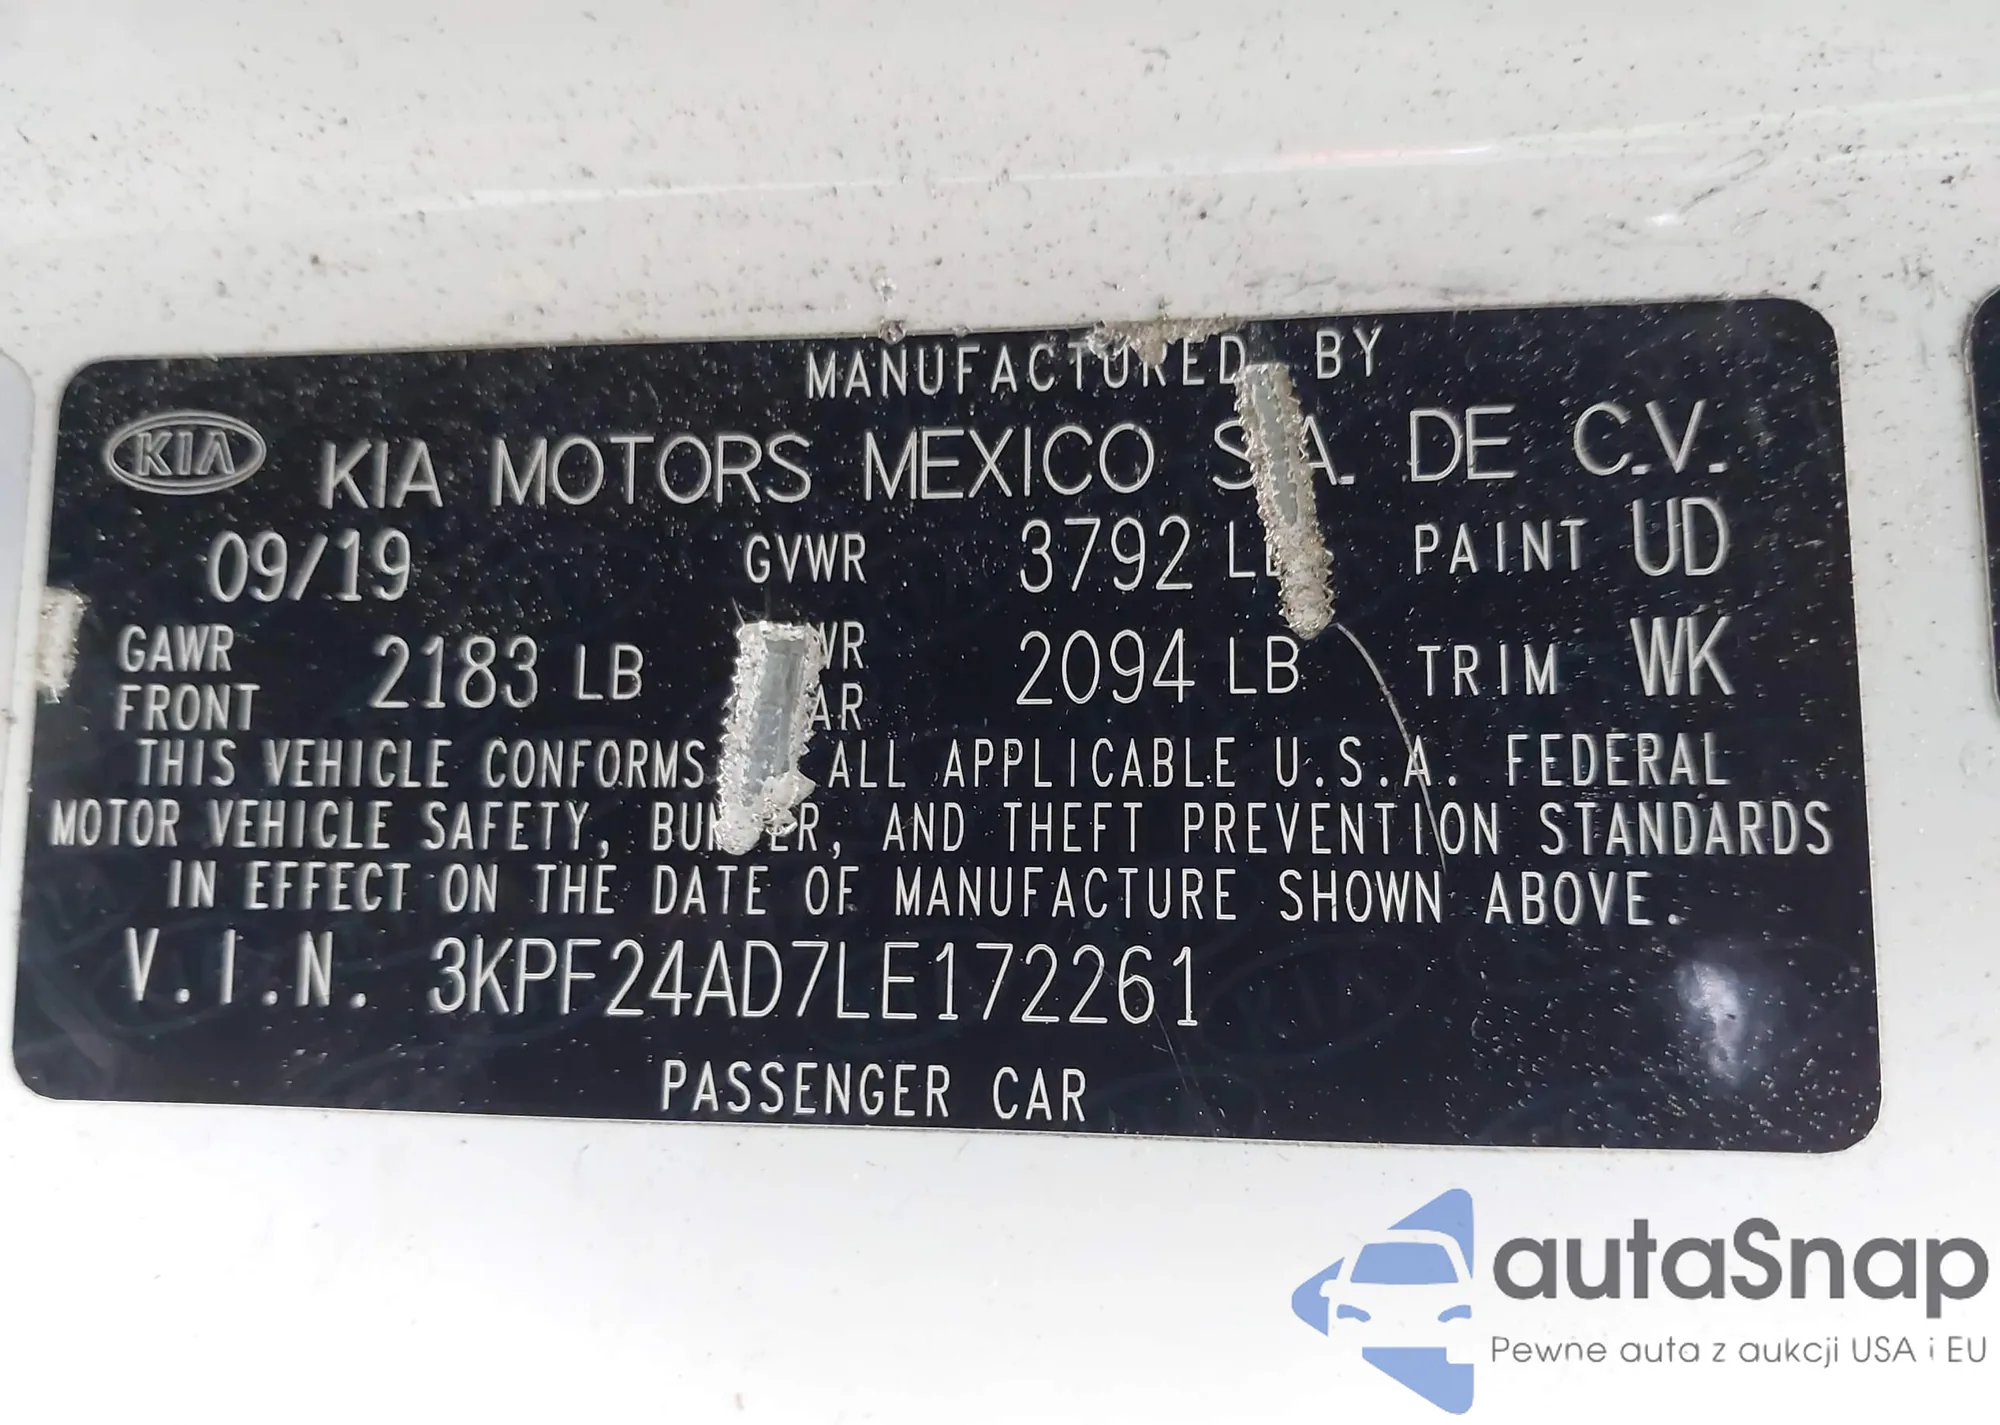 MANUFACTURED BY
KIA KIA MOTORS MEXICO S.A. DE C.V.
09/19 GVWR 3792 LB PAINT UD
GAWR FRONT 2183 LB 2094 LB TRIM WK
THIS VEHICLE CONFORMS ALL APPLICABLE U.S.A. FEDERAL
MOTOR VEHICLE SAFETY, BUMPER, AND THEFT PREVENTION STANDARDS
IN EFFECT ON THE DATE OF MANUFACTURE SHOWN ABOVE.
V.I.N. 3KPF24AD7LE172261
PASSENGER CAR
autaSnap
Pewne auta z aukcji USA i EU